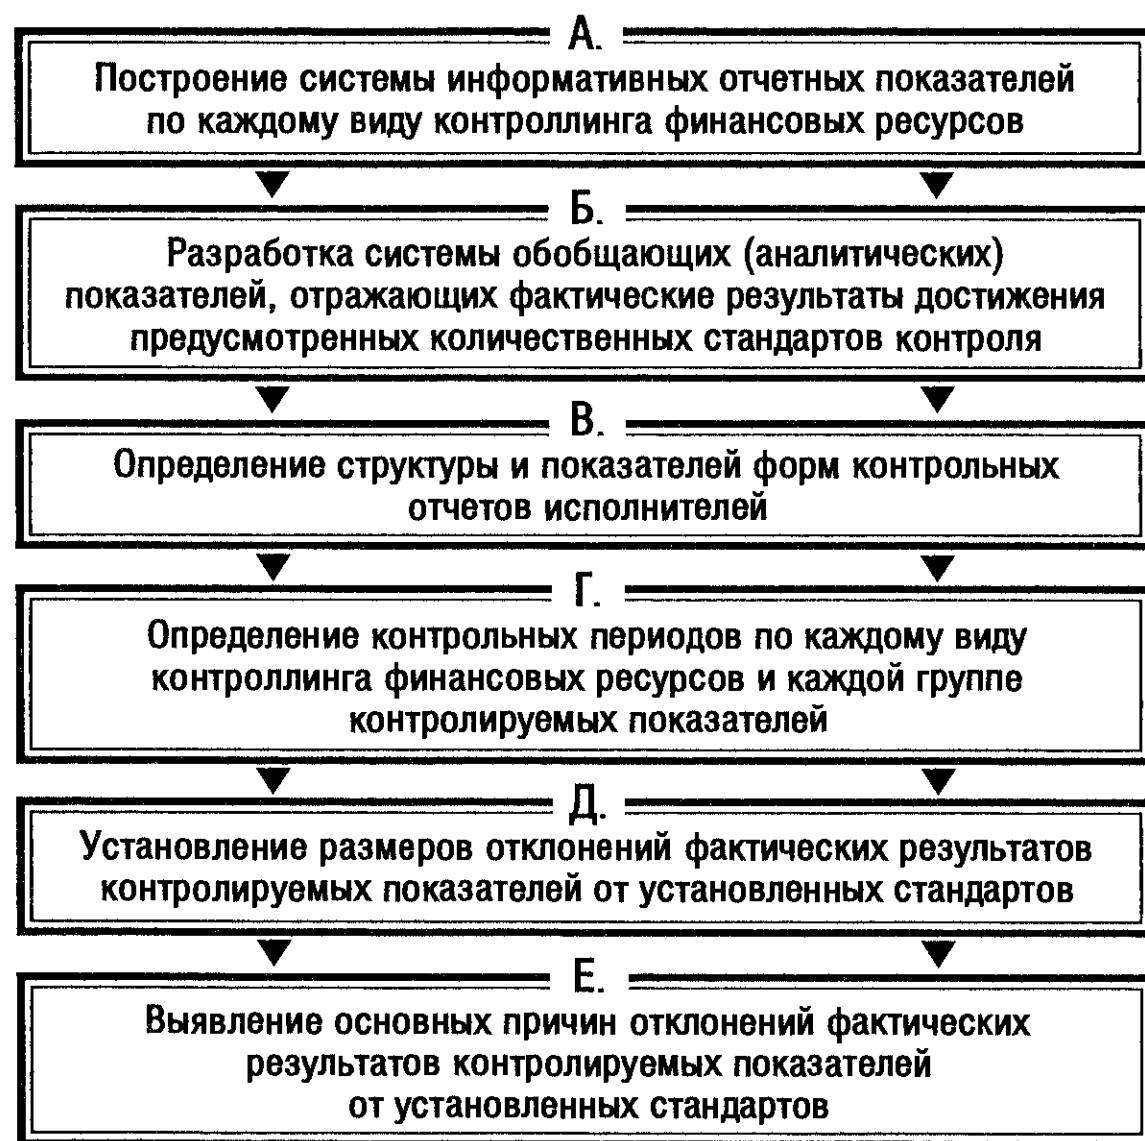 А.
Построение системы информативных отчетных показателей
по каждому виду контроллинга финансовых ресурсов
Б.
Разработка системы обобщающих (аналитических)
показателей, отражающих фактические результаты достижения
предусмотренных количественных стандартов контроля
В.
Определение структуры и показателей форм контрольных
отчетов исполнителей
Г.
Определение контрольных периодов по каждому виду
контроллинга финансовых ресурсов и каждой группе
контролируемых показателей
Д.
Установление размеров отклонений фактических результатов
контролируемых показателей от установленных стандартов
Е.
Выявление основных причин отклонений фактических
результатов контролируемых показателей
от установленных стандартов